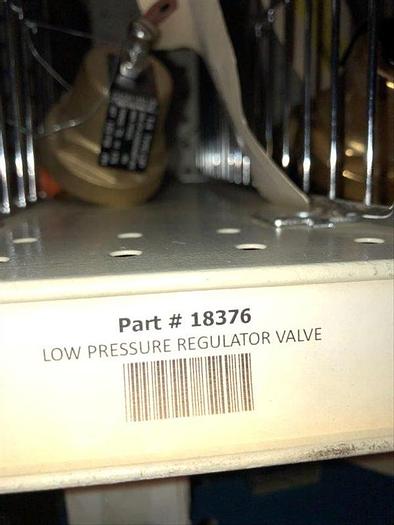 Part # 18376
LOW PRESSURE REGULATOR VALVE